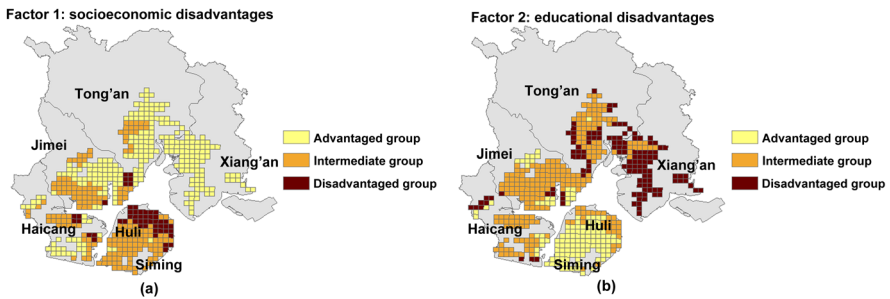 Factor 1: socioeconomic disadvantages
Tong'an
Jimei
Xiang'an
Haicang
Huli
Siming
Advantaged group
Intermediate group
Disadvantaged group
(a)
Factor 2: educational disadvantages
Tong'an
Jimei
Xiang'an
Haicang
Huli
Siming
Advantaged group
Intermediate group
Disadvantaged group
(b)